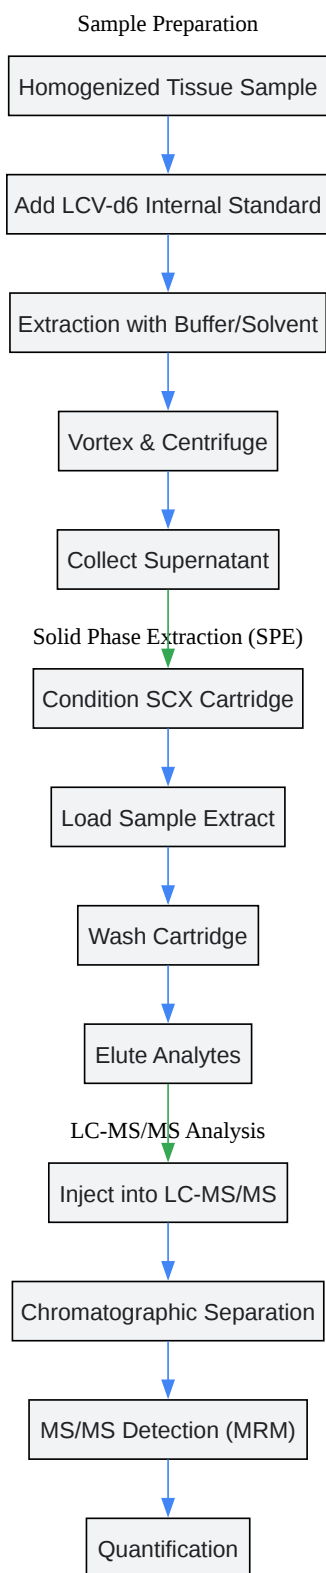 Sample Preparation
Homogenized Tissue Sample
Add LCV-d6 Internal Standard
Extraction with Buffer/Solvent
Vortex & Centrifuge
Collect Supernatant
Solid Phase Extraction (SPE)
Condition SCX Cartridge
Load Sample Extract
Wash Cartridge
Elute Analytes
LC-MS/MS Analysis
Inject into LC-MS/MS
Chromatographic Separation
MS/MS Detection (MRM)
Quantification